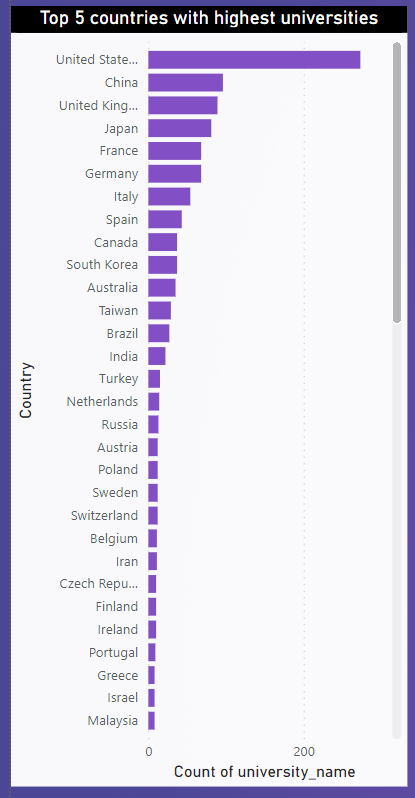 Top 5 countries with highest universities
United State...
China
United King...
Japan
France
Germany
Italy
Spain
Canada
South Korea
Australia
Taiwan
Brazil
India
Turkey
Netherlands
Russia
Austria
Poland
Sweden
Switzerland
Belgium
Iran
Czech Repu...
Finland
Ireland
Portugal
Greece
Israel
Malaysia
Country
0 200
Count of university_name